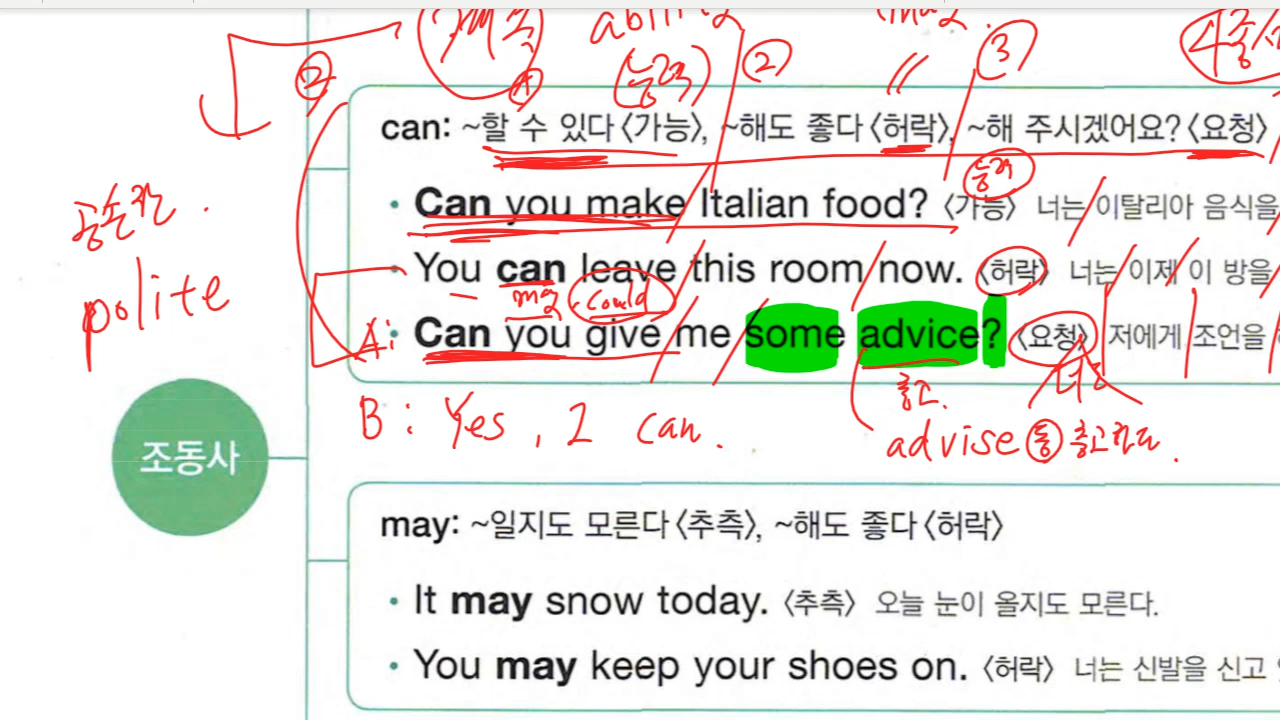 ability
② ③
(능력)
can: ~할 수 있다〈가능〉, ~해도 좋다〈허락〉, ~해 주시겠어요?〈요청〉
능력
• Can you make Italian food? 〈가능〉 너는 이탈리아 음식을
공손한.
• You can leave this room now. 〈허락〉 너는 이제 이 방을
polite
may could
A: • Can you give me some advice? 〈요청〉 저에게 조언을
충고.
B: Yes, I can.
advise 동 충고한다.
조동사
may: ~일지도 모른다〈추측〉, ~해도 좋다〈허락〉
• It may snow today. 〈추측〉 오늘 눈이 올지도 모른다.
• You may keep your shoes on. 〈허락〉 너는 신발을 신고